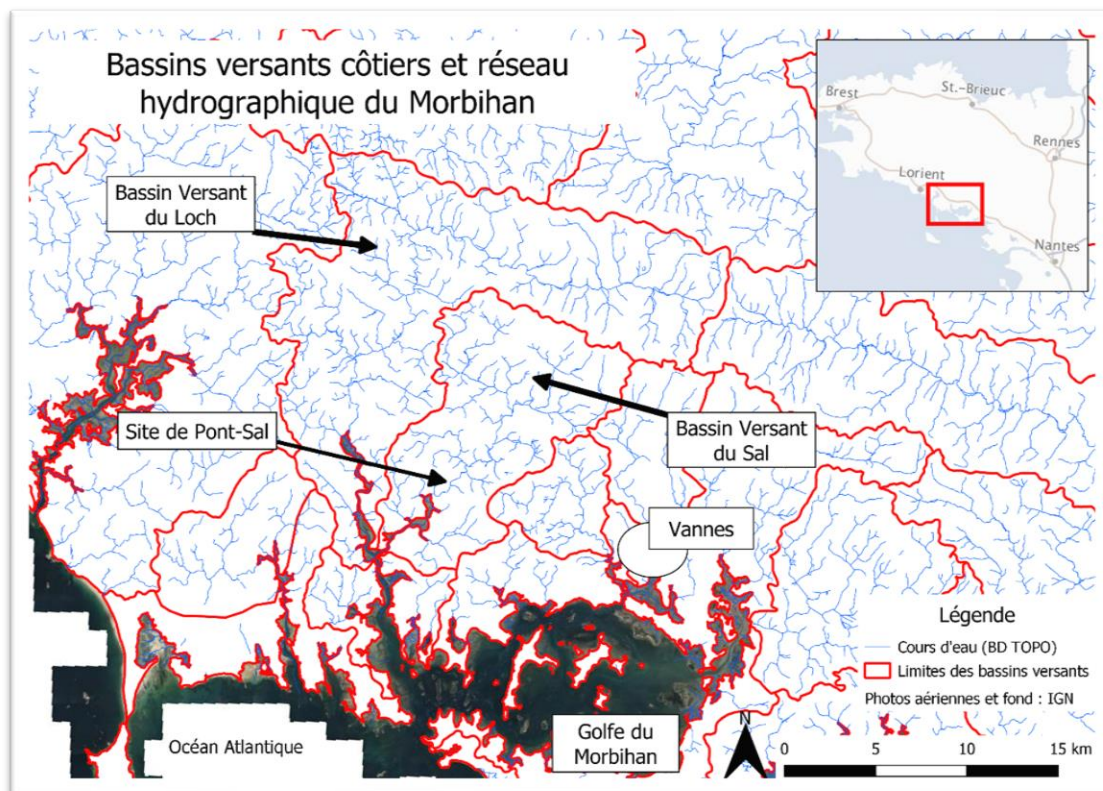 Bassins versants côtiers et réseau
hydrographique du Morbihan
Brest
St.-Brieuc
Rennes
Lorient
Nantes
Bassin Versant
du Loch
Site de Pont-Sal
Bassin Versant
du Sal
Vannes
Légende
Cours d'eau (BD TOPO)
Limites des bassins versants
Photos aériennes et fond : IGN
Océan Atlantique
Golfe du
Morbihan
N
0 5 10 15 km